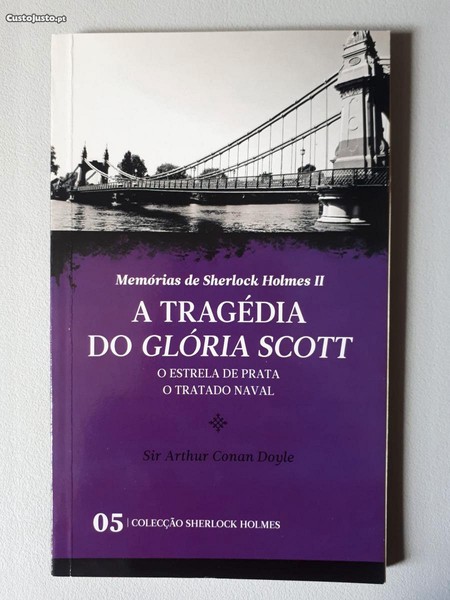 CustoJusto.pt
Memórias de Sherlock Holmes II
A TRAGÉDIA
DO GLÓRIA SCOTT
O ESTRELA DE PRATA
O TRATADO NAVAL
Sir Arthur Conan Doyle
05 | COLECÇÃO SHERLOCK HOLMES